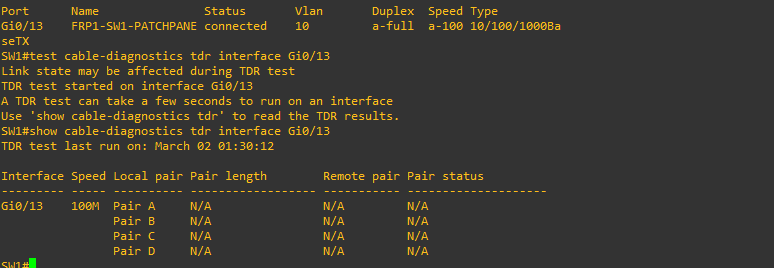 Port      Name               Status       Vlan       Duplex  Speed Type
Gi0/13    FRP1-SW1-PATCHPANE connected    10         a-full  a-100 10/100/1000Ba
seTX
SW1#test cable-diagnostics tdr interface Gi0/13
Link state may be affected during TDR test
TDR test started on interface Gi0/13
A TDR test can take a few seconds to run on an interface
Use 'show cable-diagnostics tdr' to read the TDR results.
SW1#show cable-diagnostics tdr interface Gi0/13
TDR test last run on: March 02 01:30:12
Interface Speed Local pair Pair length        Remote pair Pair status
--------- ----- ---------- ------------------ ----------- --------------------
Gi0/13    100M  Pair A     N/A                N/A         N/A
                Pair B     N/A                N/A         N/A
                Pair C     N/A                N/A         N/A
                Pair D     N/A                N/A         N/A
SW1#